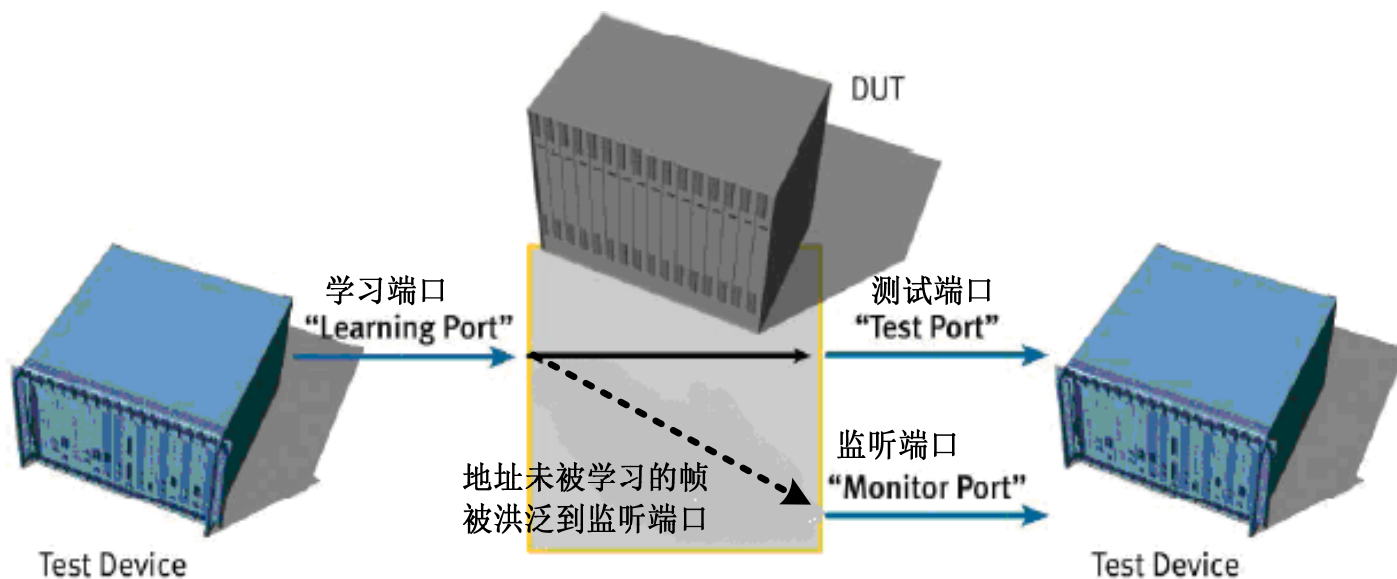 DUT
学习端口
“Learning Port”
测试端口
“Test Port”
监听端口
“Monitor Port”
地址未被学习的帧
被洪泛到监听端口
Test Device
Test Device